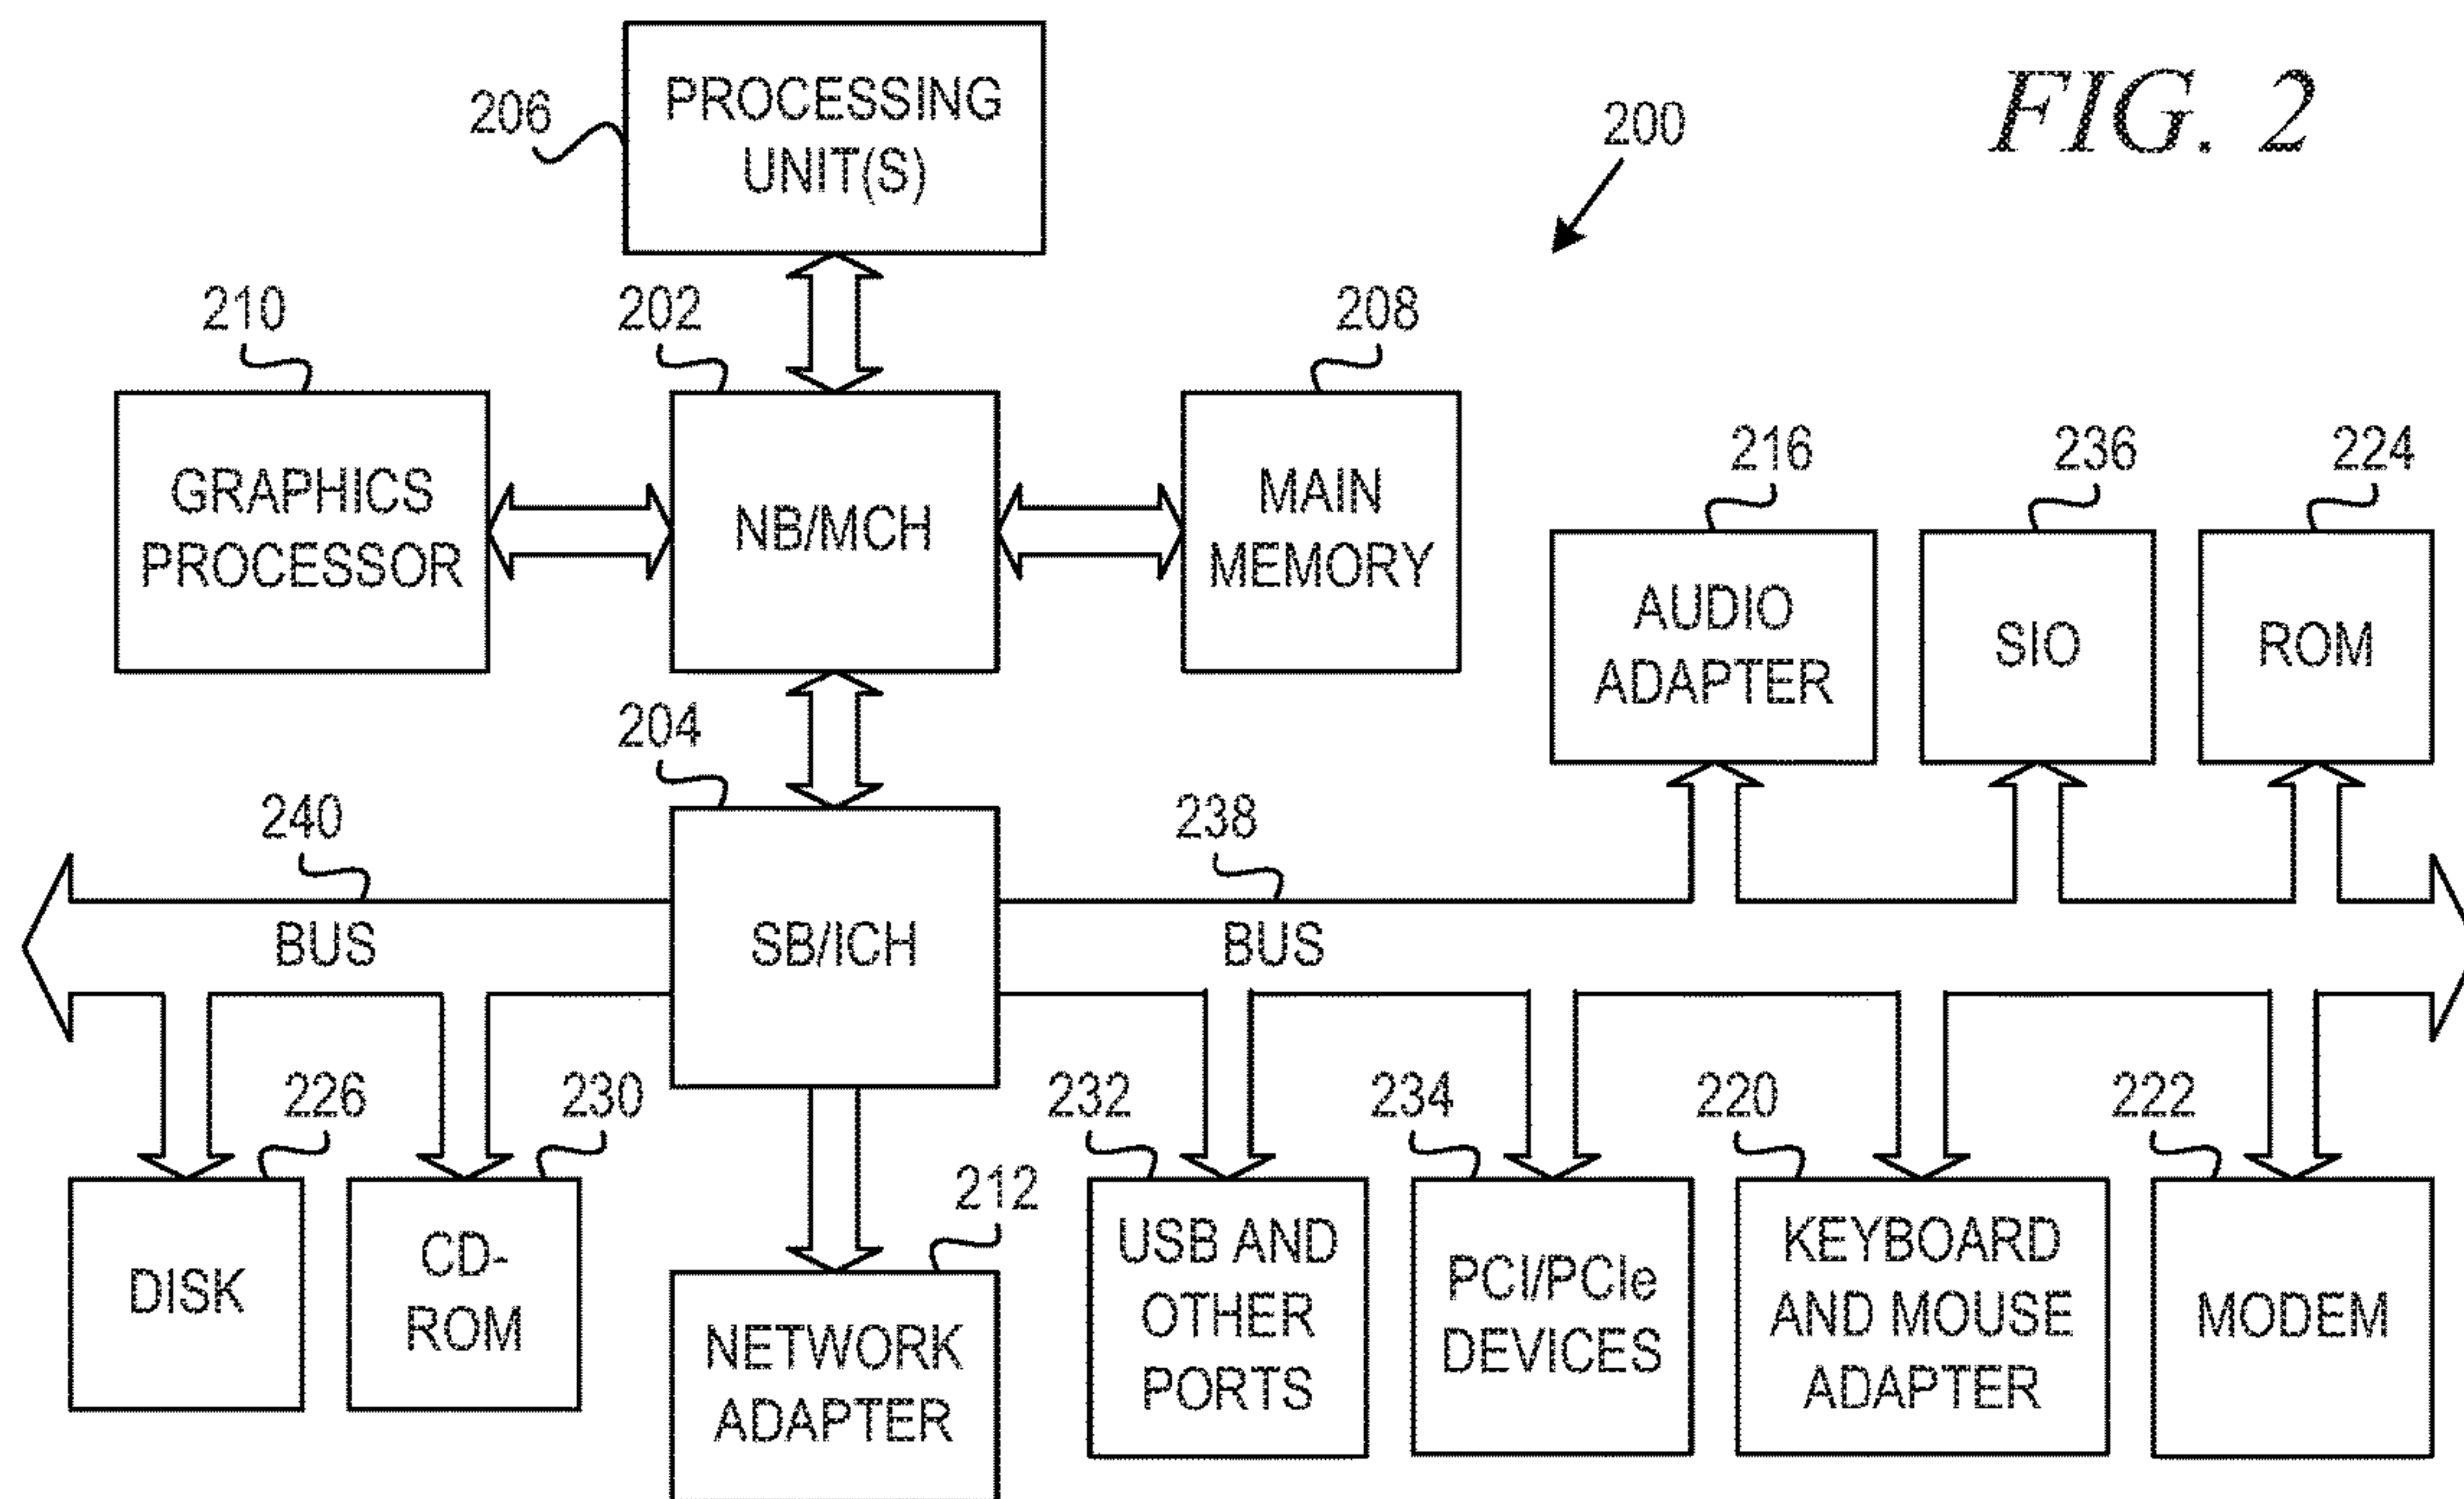 FIG. 2
200
206
PROCESSING
UNIT(S)
210
202
208
GRAPHICS
PROCESSOR
NB/MCH
MAIN
MEMORY
216
236
224
AUDIO
ADAPTER
SIO
ROM
204
240
238
BUS
SB/ICH
BUS
226
230
212
232
234
220
222
DISK
CD-
ROM
NETWORK
ADAPTER
USB AND
OTHER
PORTS
PCI/PCIe
DEVICES
KEYBOARD
AND MOUSE
ADAPTER
MODEM